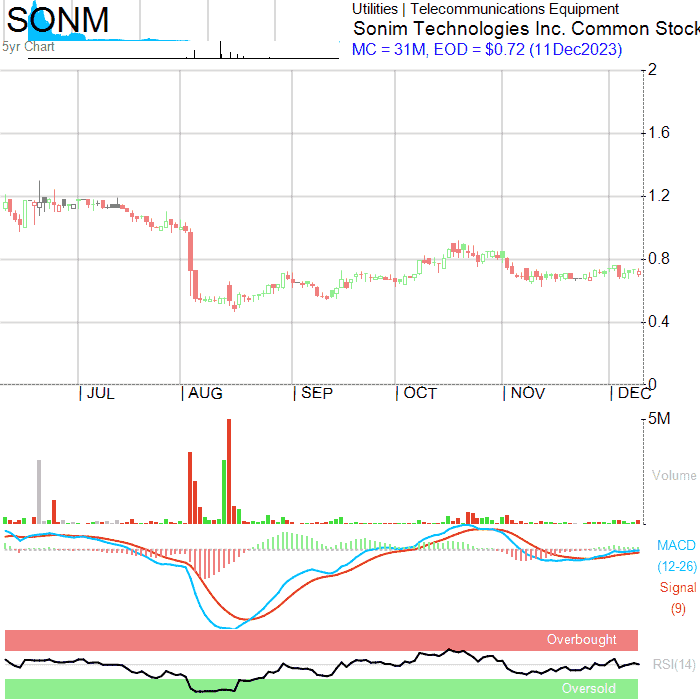 SONM
5yr Chart
Utilities | Telecommunications Equipment
Sonim Technologies Inc. Common Stock
MC = 31M, EOD = $0.72 (11Dec2023)
2
1.6
1.2
0.8
0.4
0
JUL
AUG
SEP
OCT
NOV
DEC
5M
Volume
MACD
(12-26)
Signal
(9)
Overbought
RSI(14)
Oversold